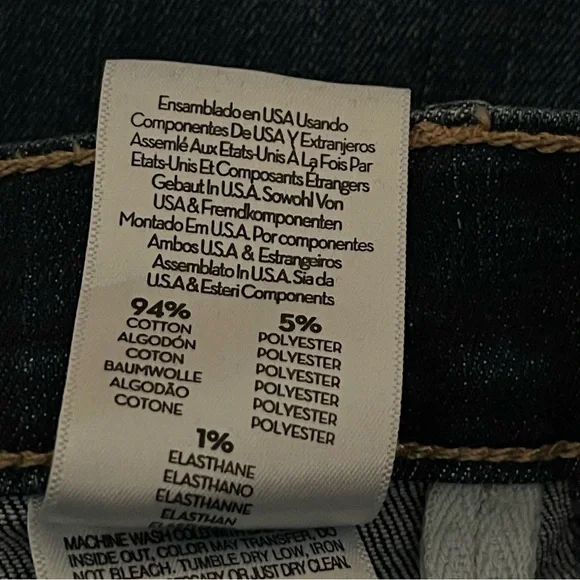 Ensamblado en USA Usando
Componentes De USA Y Extranjeros
Assemlé Aux Etats-Unis À La Fois Par
Etats-Unis Et Composants Étrangers
Gebaut In U.S.A. Sowohl Von
USA & Fremdkomponenten
Montado Em U.S.A. Por componentes
Ambos U.S.A & Estrangeiros
Assemblato In U.S.A. Sia da
U.S.A & Esteri Components
94%
COTTON
ALGODÓN
COTON
BAUMWOLLE
ALGODÃO
COTONE
5%
POLYESTER
POLYESTER
POLYESTER
POLYESTER
POLYESTER
POLYESTER
1%
ELASTHANE
ELASTHANO
ELASTHANNE
ELASTHAN
MACHINE WASH COLD
INSIDE OUT, COLOR MAY TRANSFER, DO
NOT BLEACH, TUMBLE DRY LOW, IRON
OR JUST DRY CLEAN.